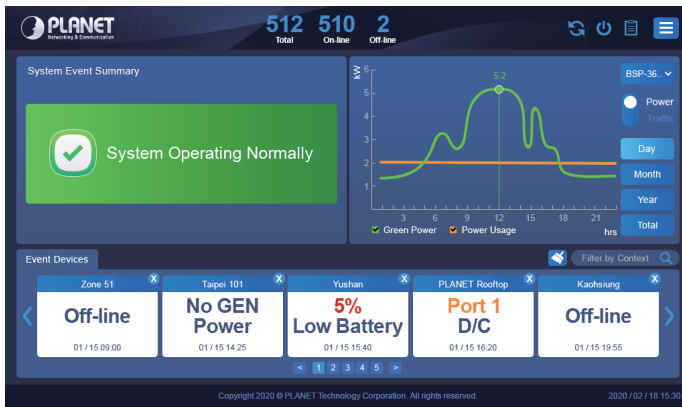 PLANET
Networking & Communication
512 510 2
Total On-line Off-line
System Event Summary
System Operating Normally
kW
6
5
4
3
2
1
5.2
3 6 9 12 15 18 21
hrs
Green Power Power Usage
BSP-36..
Power
Traffic
Day
Month
Year
Total
Event Devices
Filter by Context
Zone 51 X
Off-line
01 / 15 09:00
Taipei 101 X
No GEN
Power
01 / 15 14:25
Yushan X
5%
Low Battery
01 / 15 15:40
PLANET Rooftop X
Port 1
D/C
01 / 15 16:20
Kaohsiung X
Off-line
01 / 15 19:55
< 1 2 3 4 5 >
Copyright 2020 © PLANET Technology Corporation. All rights reserved.
2020 / 02 / 18 15:30